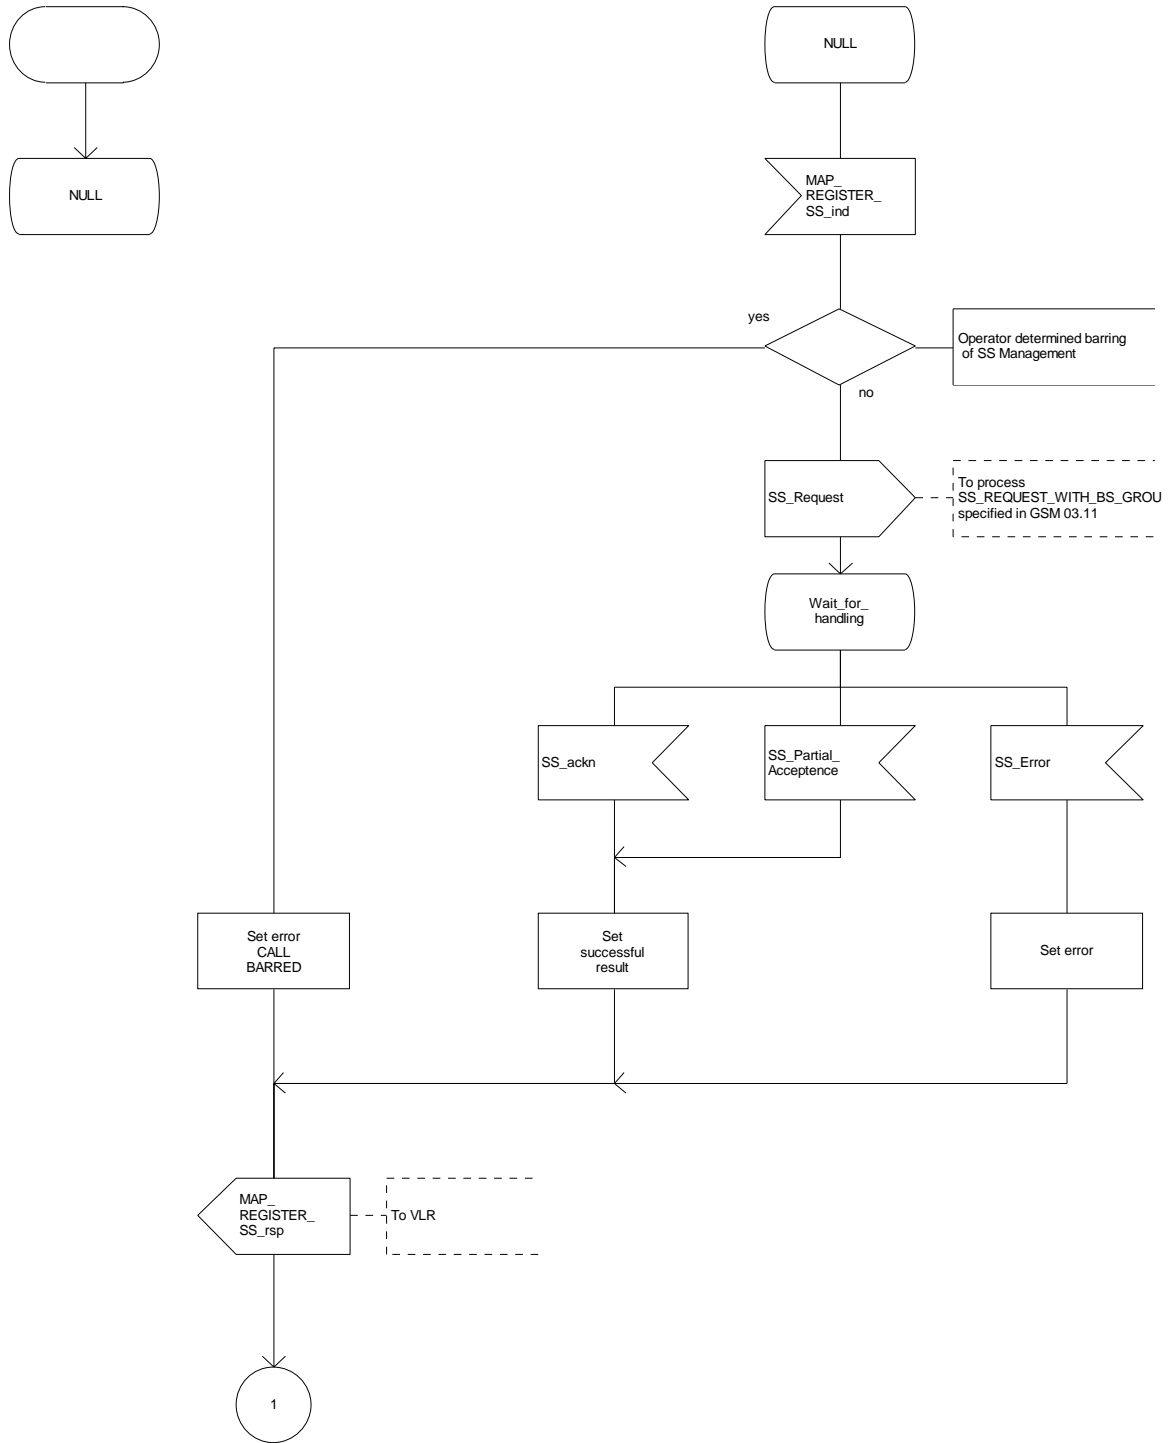 NULL
NULL
MAP_
REGISTER_
SS_ind
yes
Operator determined barring
of SS Management
no
SS_Request
To process
SS_REQUEST_WITH_BS_GROU
specified in GSM 03.11
Wait_for_
handling
SS_ackn
SS_Partial_
Acceptence
SS_Error
Set error
CALL
BARRED
Set
successful
result
Set error
MAP_
REGISTER_
SS_rsp
To VLR
1